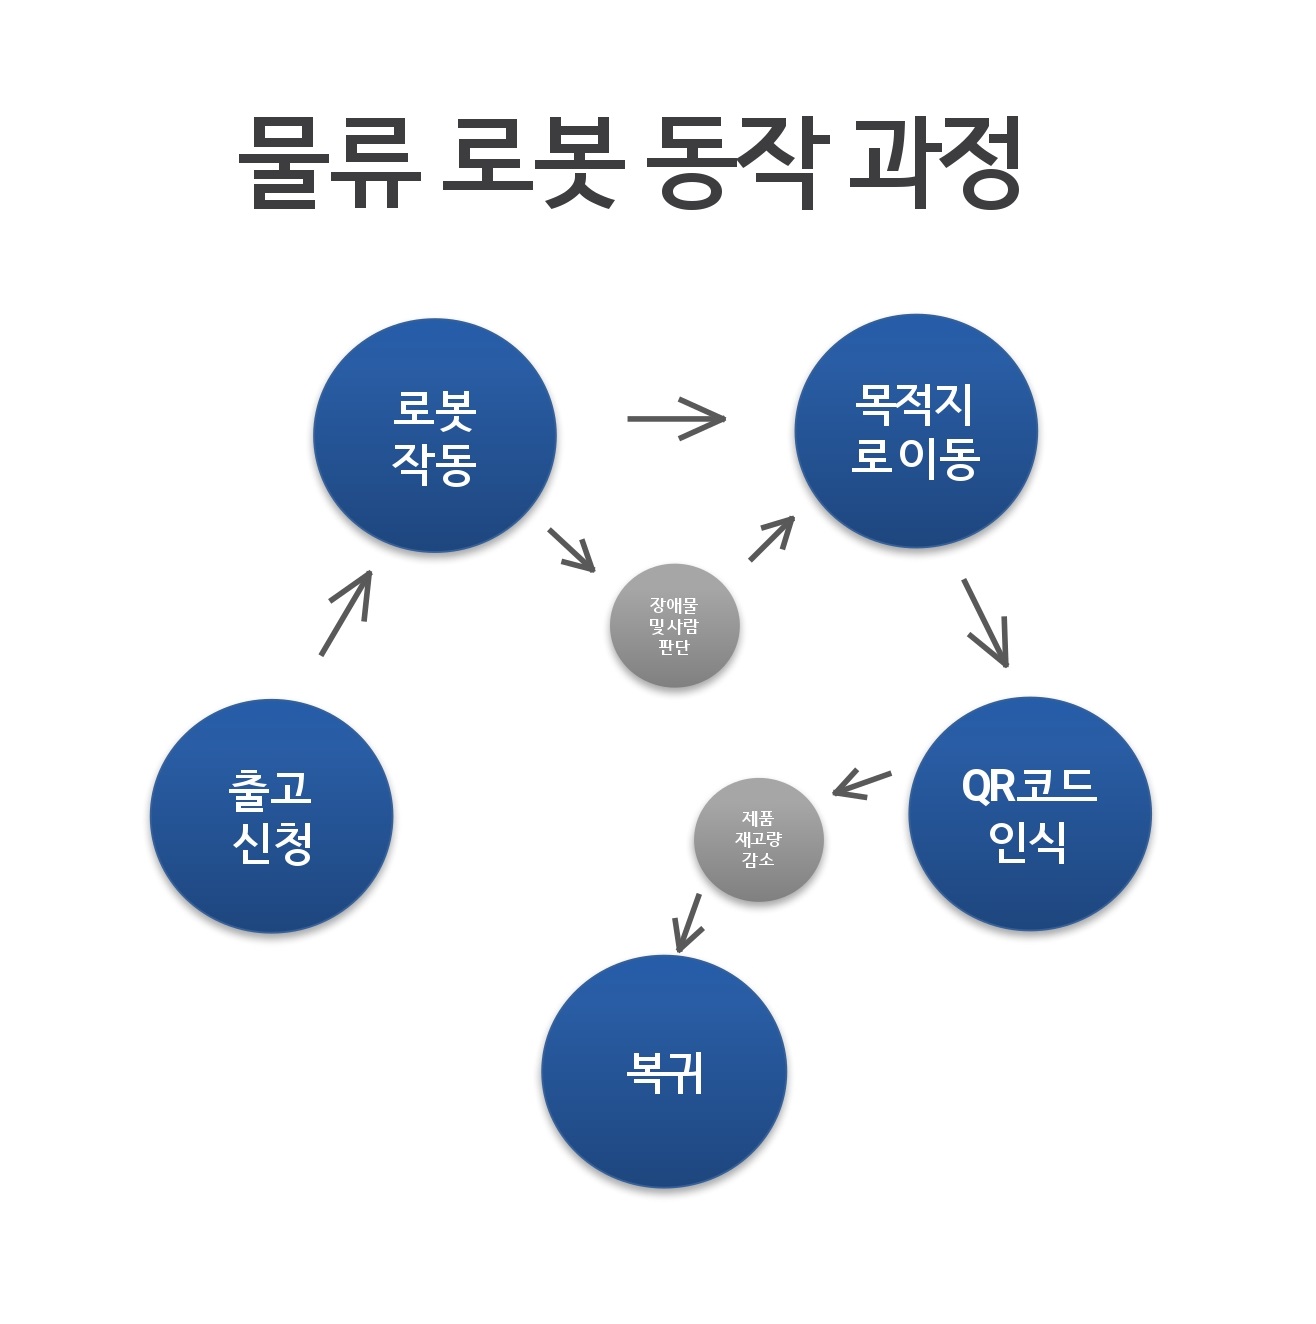 물류 로봇 동작 과정
로봇
작동
목적지
로 이동
장애물
및 사람
판단
출고
신청
QR코드
인식
제품
재고량
감소
복귀